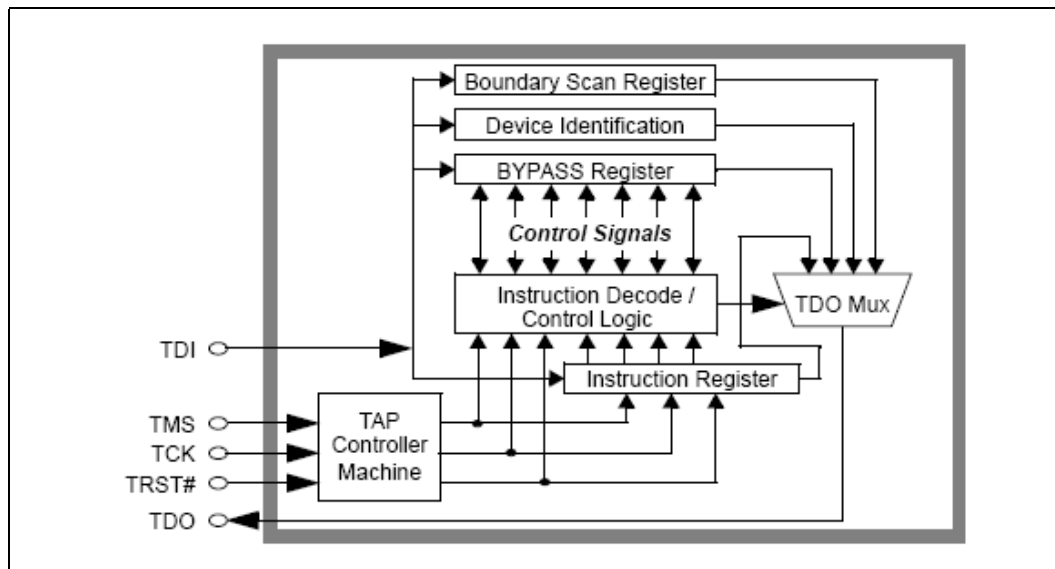 Boundary Scan Register
Device Identification
BYPASS Register
Control Signals
Instruction Decode /
Control Logic
TDO Mux
TDI
Instruction Register
TMS
TCK
TRST#
TDO
TAP
Controller
Machine